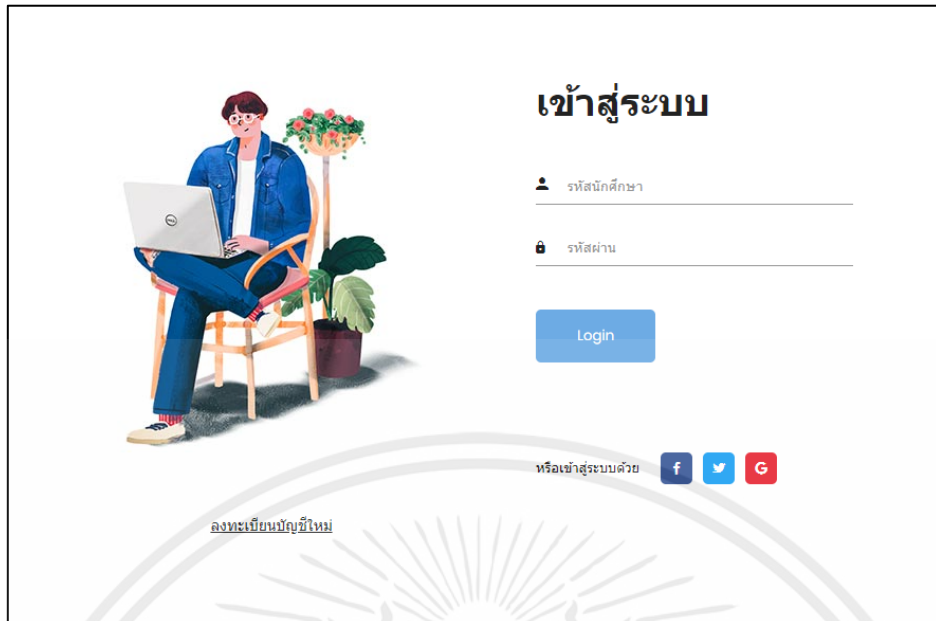 เข้าสู่ระบบ
รหัสนักศึกษา
รหัสผ่าน
Login
หรือเข้าสู่ระบบด้วย
ลงทะเบียนบัญชีใหม่